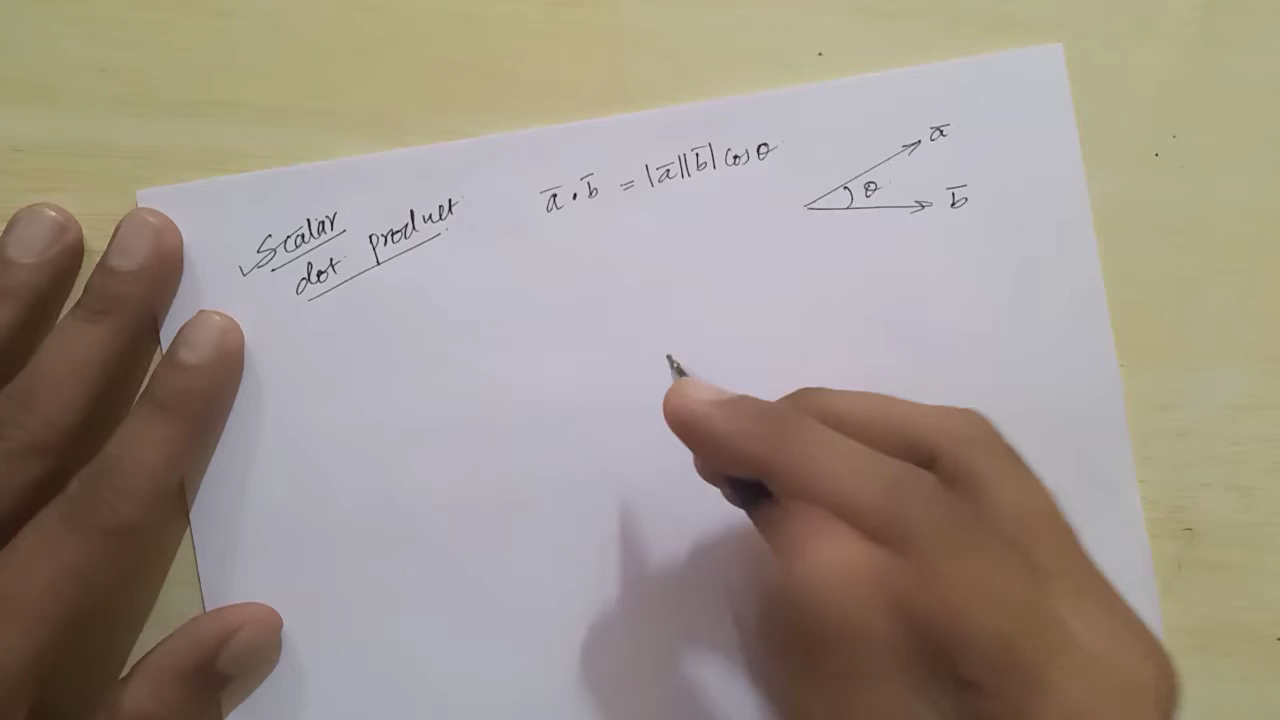 Scalar
dot product
a̅ · b̅ = |a̅||b̅| cos θ
a̅
θ
b̅